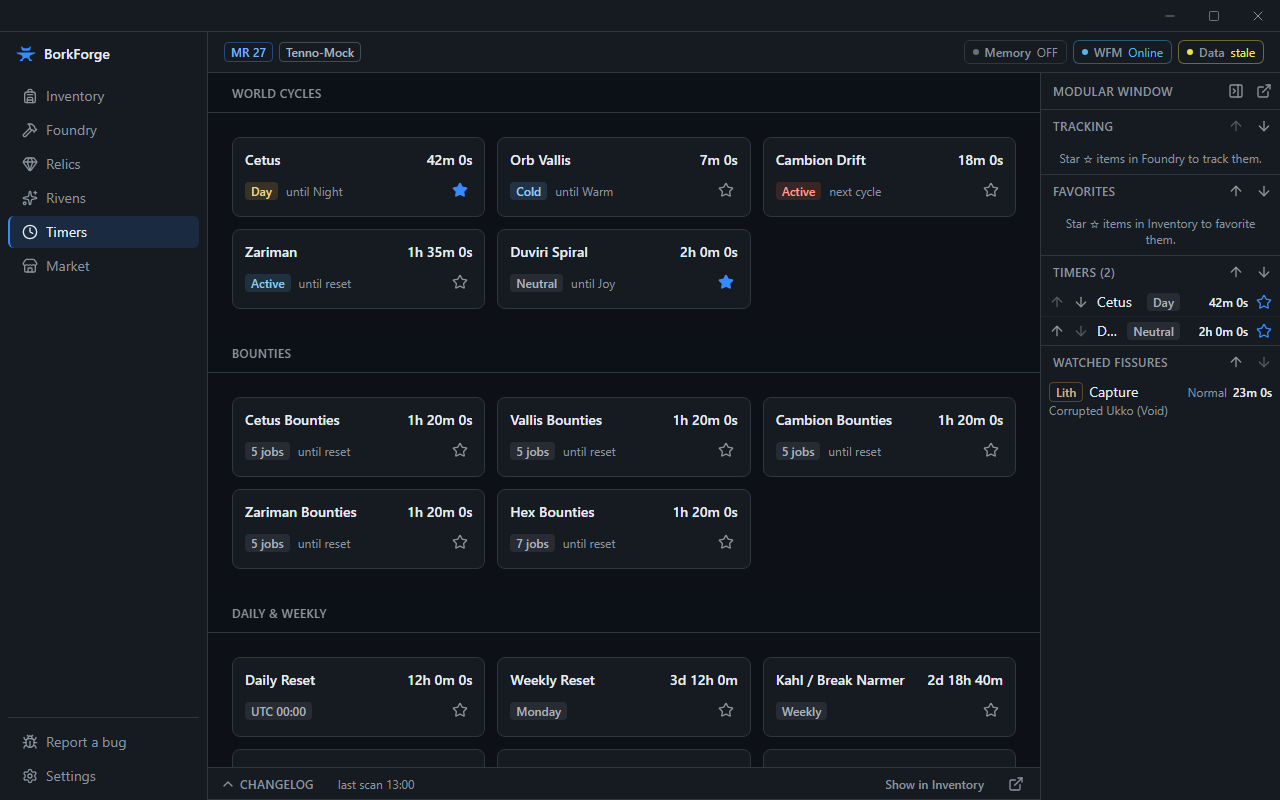 BorkForge
Inventory
Foundry
Relics
Rivens
Timers
Market
Report a bug
Settings
MR 27
Tenno-Mock
Memory OFF
WFM Online
Data stale
WORLD CYCLES
Cetus 42m 0s
Day until Night
Orb Vallis 7m 0s
Cold until Warm
Cambion Drift 18m 0s
Active next cycle
Zariman 1h 35m 0s
Active until reset
Duviri Spiral 2h 0m 0s
Neutral until Joy
BOUNTIES
Cetus Bounties 1h 20m 0s
5 jobs until reset
Vallis Bounties 1h 20m 0s
5 jobs until reset
Cambion Bounties 1h 20m 0s
5 jobs until reset
Zariman Bounties 1h 20m 0s
5 jobs until reset
Hex Bounties 1h 20m 0s
7 jobs until reset
DAILY & WEEKLY
Daily Reset 12h 0m 0s
UTC 00:00
Weekly Reset 3d 12h 0m
Monday
Kahl / Break Narmer 2d 18h 40m
Weekly
CHANGELOG last scan 13:00 Show in Inventory
MODULAR WINDOW
TRACKING
Star ☆ items in Foundry to track them.
FAVORITES
Star ☆ items in Inventory to favorite
them.
TIMERS (2)
Cetus Day 42m 0s
D... Neutral 2h 0m 0s
WATCHED FISSURES
Lith Capture Normal 23m 0s
Corrupted Ukko (Void)